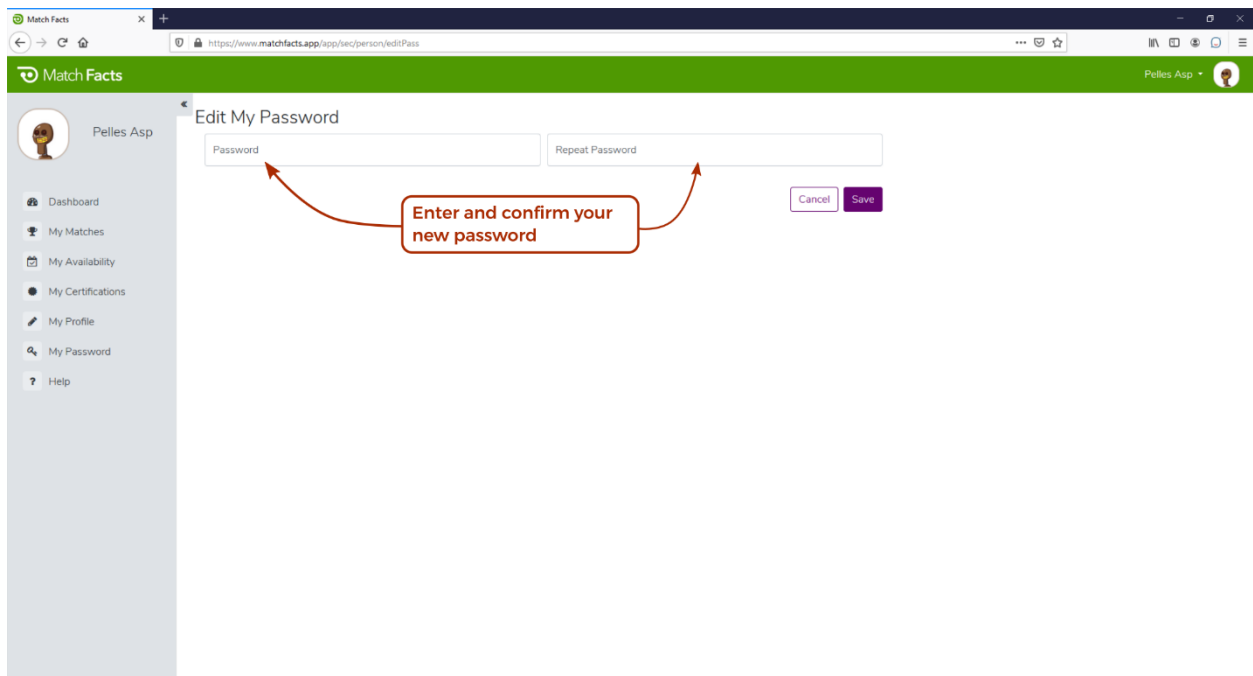 Match Facts
https://www.matchfacts.app/app/sec/person/editPass
Match Facts
Pelles Asp
Pelles Asp
Edit My Password
Password
Repeat Password
Cancel
Save
Enter and confirm your
new password
Dashboard
My Matches
My Availability
My Certifications
My Profile
My Password
? Help